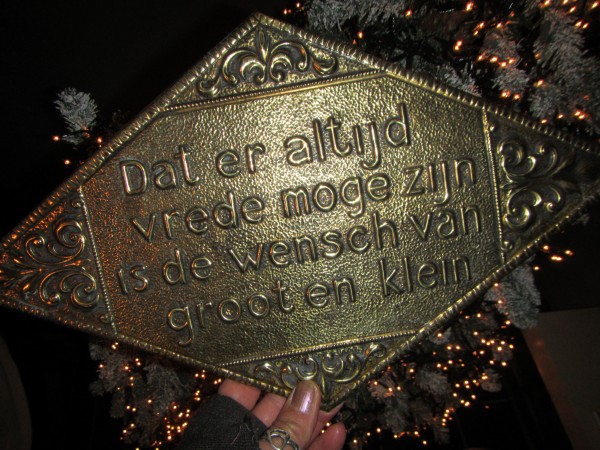 Dat er altijd
vrede moge zijn
is de wensch van
groot en klein